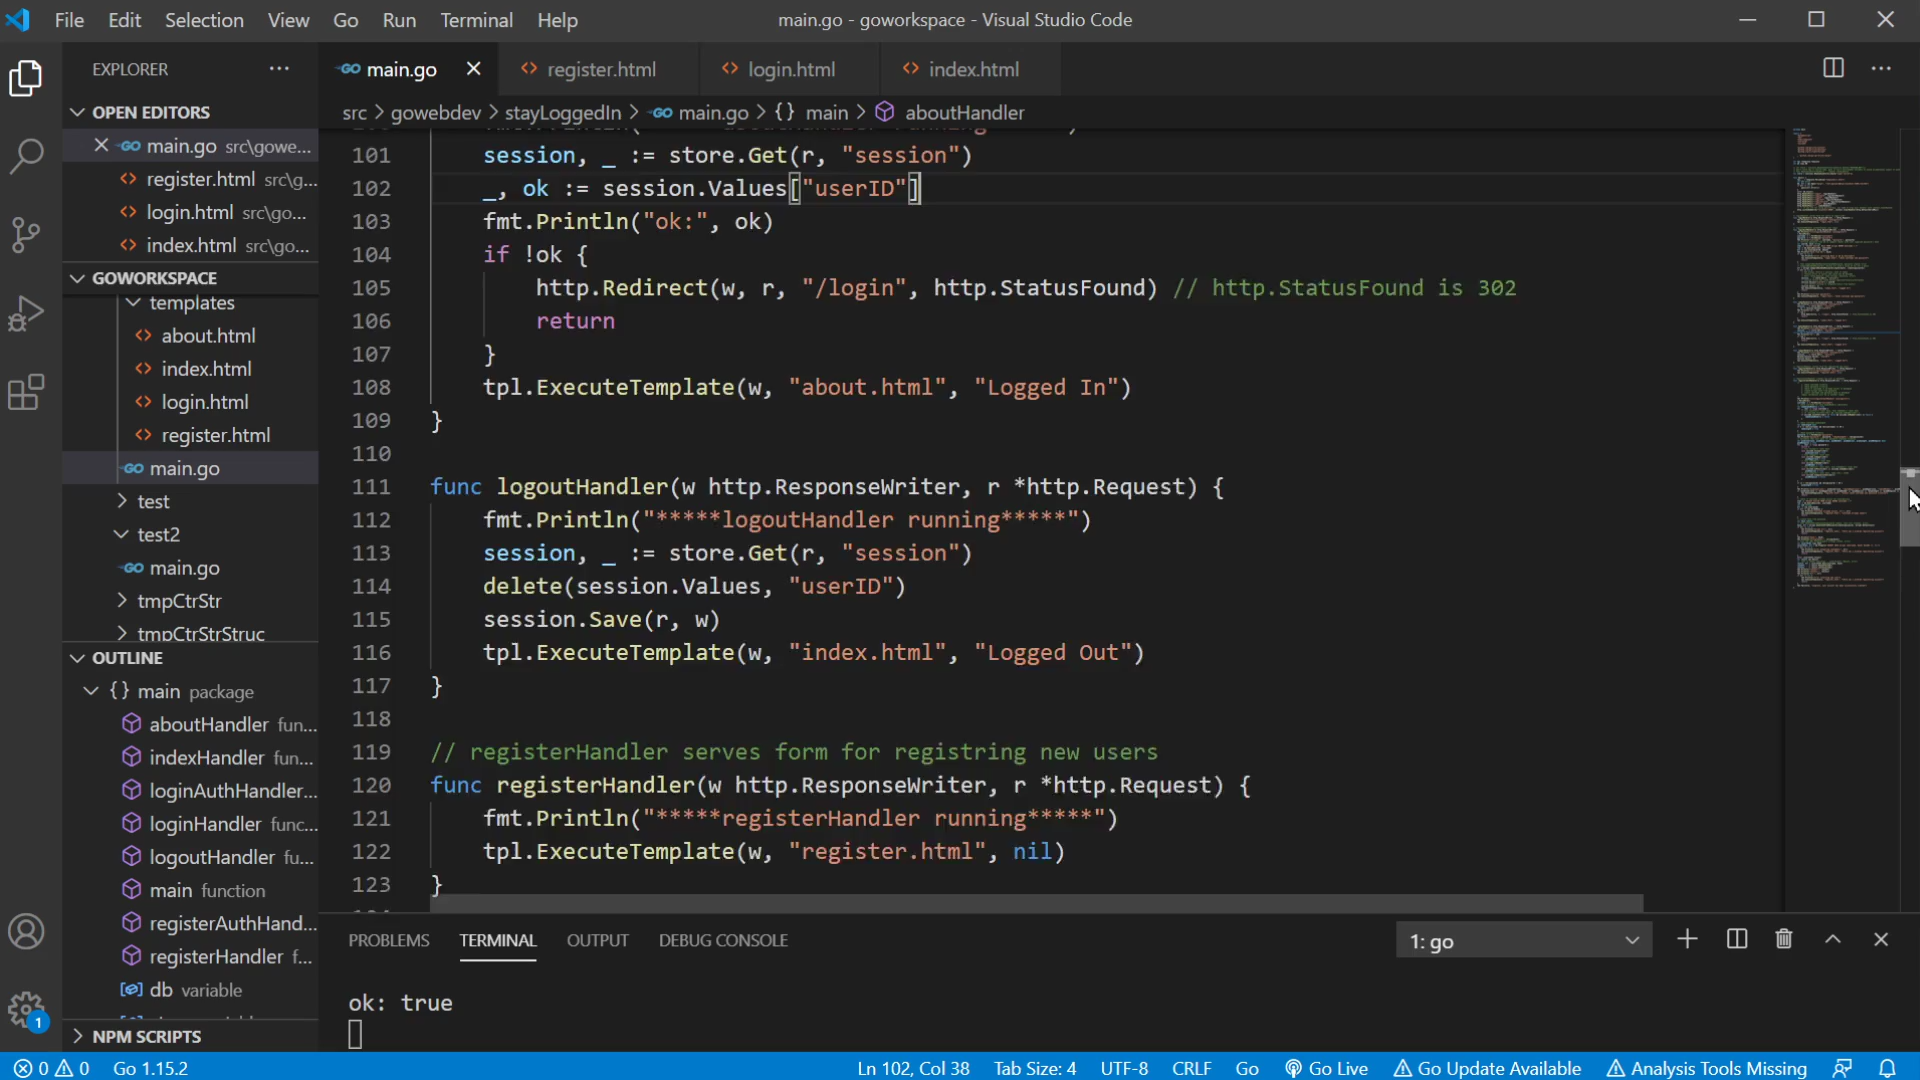 File Edit Selection View Go Run Terminal Help
main.go - goworkspace - Visual Studio Code
EXPLORER
main.go
register.html
login.html
index.html
OPEN EDITORS
main.go src\gowe...
register.html src\g...
login.html src\go...
index.html src\go...
GOWORKSPACE
templates
about.html
index.html
login.html
register.html
main.go
test
test2
main.go
tmpCtrStr
tmpCtrStrStruc
OUTLINE
{} main package
aboutHandler fun...
indexHandler fun...
loginAuthHandler...
loginHandler func...
logoutHandler fu...
main function
registerAuthHand...
registerHandler f...
db variable
NPM SCRIPTS
src > gowebdev > stayLoggedIn > main.go > {} main > aboutHandler
101 session, _ := store.Get(r, "session")
102 _, ok := session.Values["userID"]
103 fmt.Println("ok:", ok)
104 if !ok {
105 http.Redirect(w, r, "/login", http.StatusFound) // http.StatusFound is 302
106 return
107 }
108 tpl.ExecuteTemplate(w, "about.html", "Logged In")
109 }
110
111 func logoutHandler(w http.ResponseWriter, r *http.Request) {
112 fmt.Println("*****logoutHandler running*****")
113 session, _ := store.Get(r, "session")
114 delete(session.Values, "userID")
115 session.Save(r, w)
116 tpl.ExecuteTemplate(w, "index.html", "Logged Out")
117 }
118
119 // registerHandler serves form for registring new users
120 func registerHandler(w http.ResponseWriter, r *http.Request) {
121 fmt.Println("*****registerHandler running*****")
122 tpl.ExecuteTemplate(w, "register.html", nil)
123 }
PROBLEMS TERMINAL OUTPUT DEBUG CONSOLE
1: go
ok: true
1
0 0 Go 1.15.2
Ln 102, Col 38 Tab Size: 4 UTF-8 CRLF Go Go Live Go Update Available Analysis Tools Missing